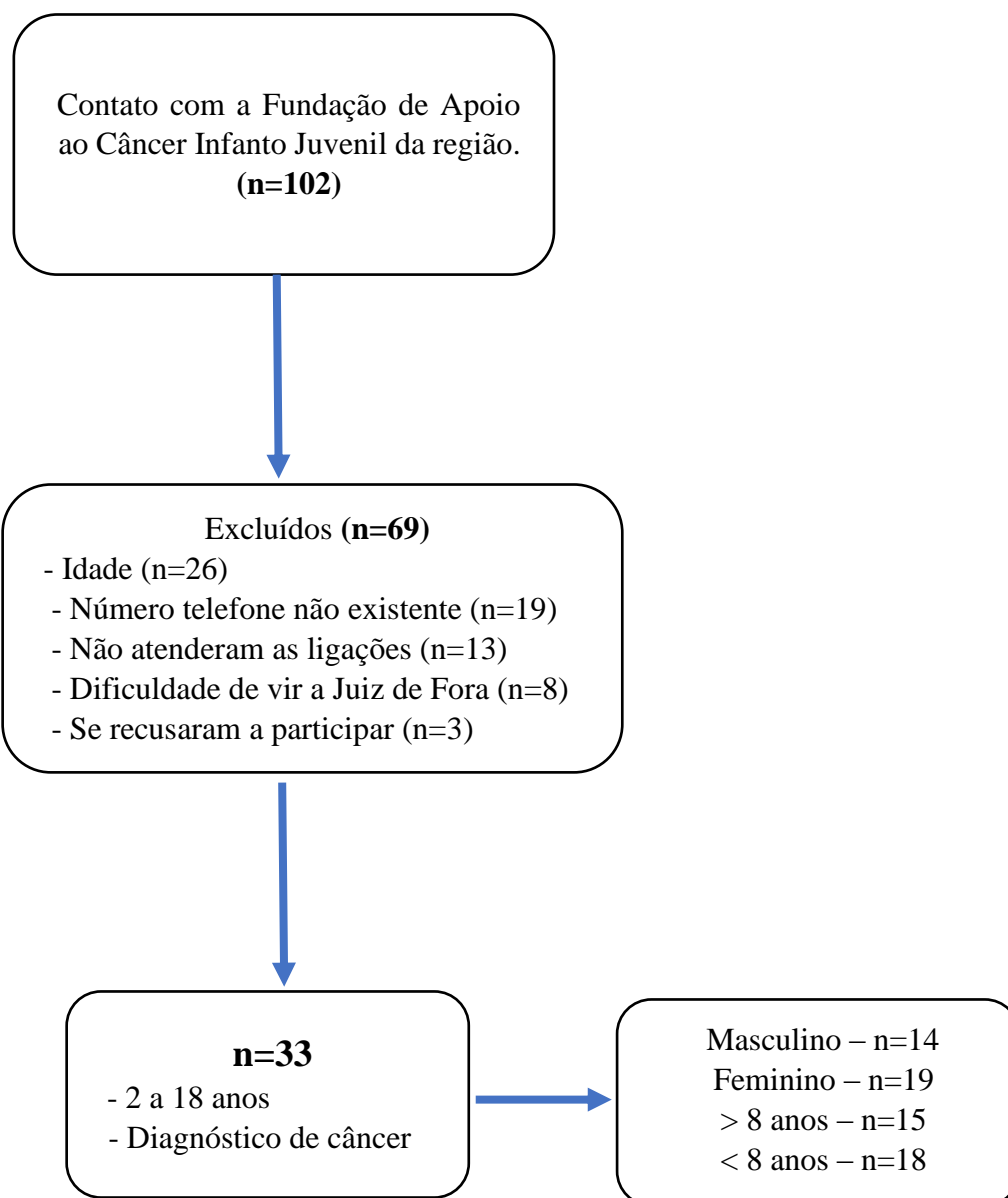 Contato com a Fundação de Apoio
ao Câncer Infanto Juvenil da região.
(n=102)
Excluídos (n=69)
- Idade (n=26)
- Número telefone não existente (n=19)
- Não atenderam as ligações (n=13)
- Dificuldade de vir a Juiz de Fora (n=8)
- Se recusaram a participar (n=3)
n=33
- 2 a 18 anos
- Diagnóstico de câncer
Masculino – n=14
Feminino – n=19
> 8 anos – n=15
< 8 anos – n=18